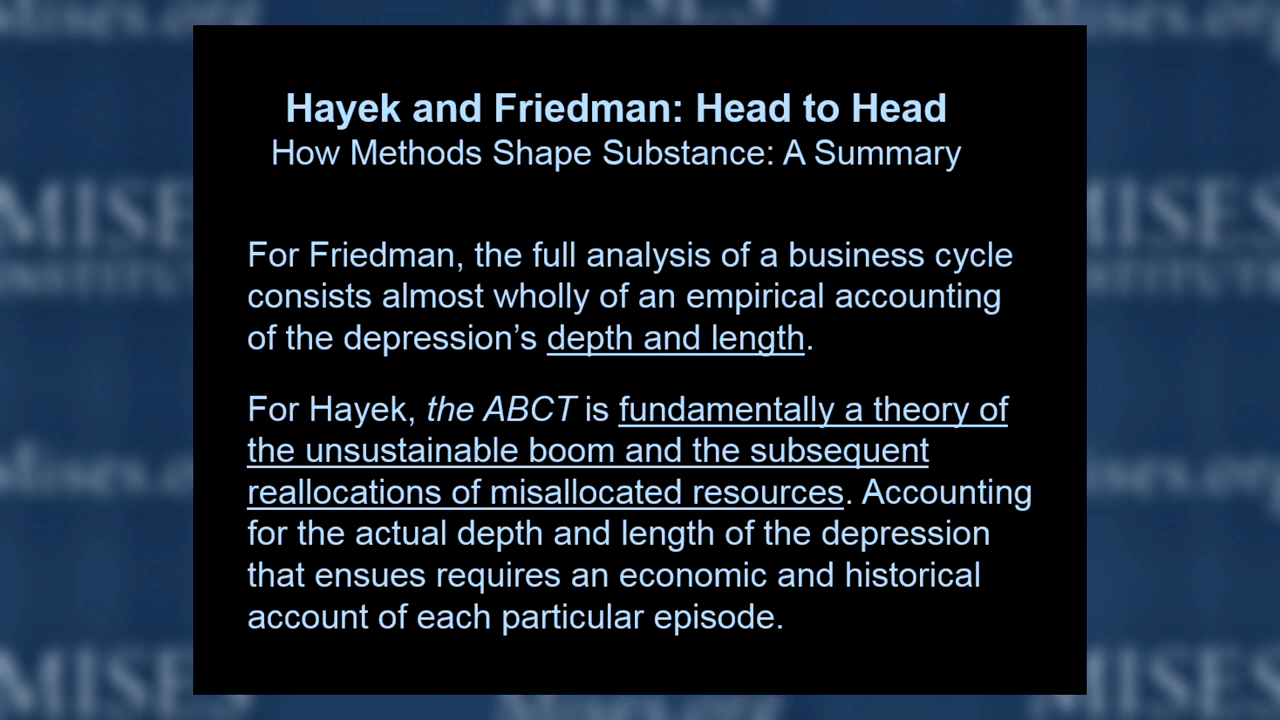 Hayek and Friedman: Head to Head
How Methods Shape Substance: A Summary
For Friedman, the full analysis of a business cycle
consists almost wholly of an empirical accounting
of the depression’s depth and length.
For Hayek, the ABCT is fundamentally a theory of
the unsustainable boom and the subsequent
reallocations of misallocated resources. Accounting
for the actual depth and length of the depression
that ensues requires an economic and historical
account of each particular episode.